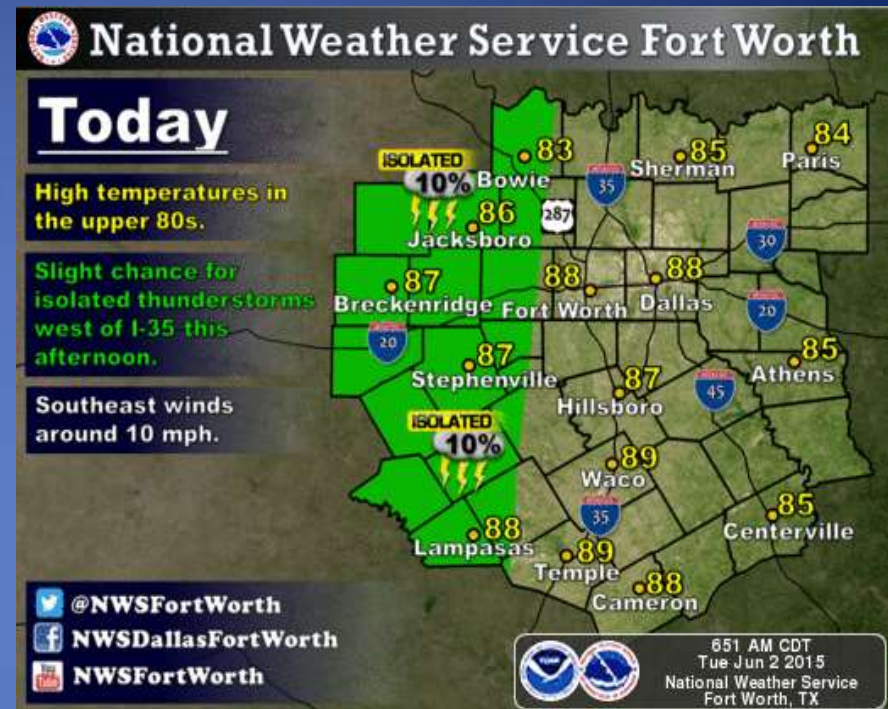 National Weather Service Fort Worth
Today
High temperatures in
the upper 80s.
Slight chance for
isolated thunderstorms
west of I-35 this
afternoon.
Southeast winds
around 10 mph.
ISOLATED
10%
83
Bowie
35
85
Sherman
84
Paris
86
Jacksboro
287
30
87
Breckenridge
88
Fort Worth
88
Dallas
20
20
87
Stephenville
87
Hillsboro
45
85
Athens
ISOLATED
10%
89
Waco
35
85
Centerville
88
Lampasas
89
Temple
88
Cameron
@NWSFortWorth
NWSDallasFortWorth
NWSFortWorth
651 AM CDT
Tue Jun 2 2015
National Weather Service
Fort Worth, TX